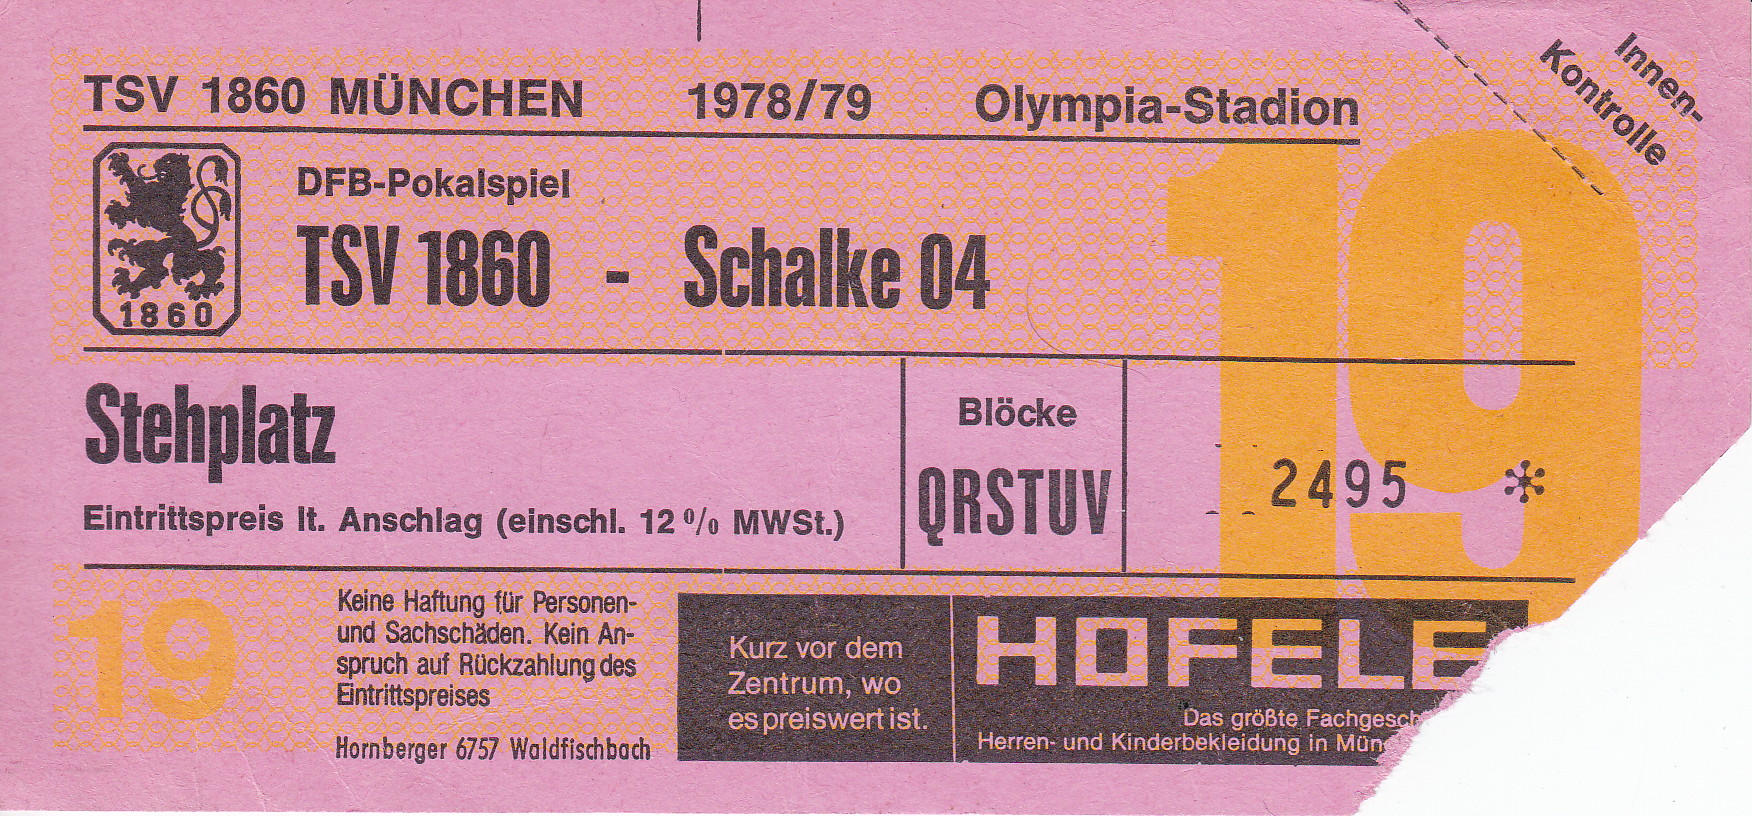 TSV 1860 MÜNCHEN 1978/79 Olympia-Stadion
Innen-
Kontrolle
DFB-Pokalspiel
TSV 1860 - Schalke 04
1860
19
Stehplatz
Eintrittspreis lt. Anschlag (einschl. 12 % MWSt.)
Blöcke
QRSTUV
2495 *
19
Keine Haftung für Personen-
und Sachschäden. Kein An-
spruch auf Rückzahlung des
Eintrittspreises
Hornberger 6757 Waldfischbach
Kurz vor dem
Zentrum, wo
es preiswert ist.
HOFELE
Das größte Fachgesch
Herren- und Kinderbekleidung in Mün